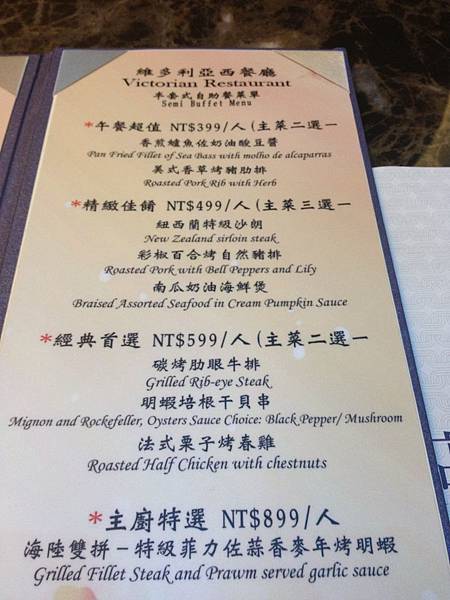 維多利亞西餐廳
Victorian Restaurant
半套式自助餐菜單
Semi Buffet Menu
*午餐超值 NT$399/人(主菜二選一
香煎鱸魚佐奶油酸豆醬
Pan Fried Fillet of Sea Bass with molho de alcaparras
美式香草烤豬肋排
Roasted Pork Rib with Herb
*精緻佳餚 NT$499/人(主菜三選一
紐西蘭特級沙朗
New Zealand sirloin steak
彩椒百合烤自然豬排
Roasted Pork with Bell Peppers and Lily
南瓜奶油海鮮煲
Braised Assorted Seafood in Cream Pumpkin Sauce
*經典首選 NT$599/人(主菜二選一
碳烤肋眼牛排
Grilled Rib-eye Steak
明蝦培根干貝串
Mignon and Rockefeller, Oysters Sauce Choice: Black Pepper/ Mushroom
法式栗子烤春雞
Roasted Half Chicken with chestnuts
*主廚特選 NT$899/人
海陸雙拼－特級菲力佐蒜香麥年烤明蝦
Grilled Fillet Steak and Prawm served garlic sauce